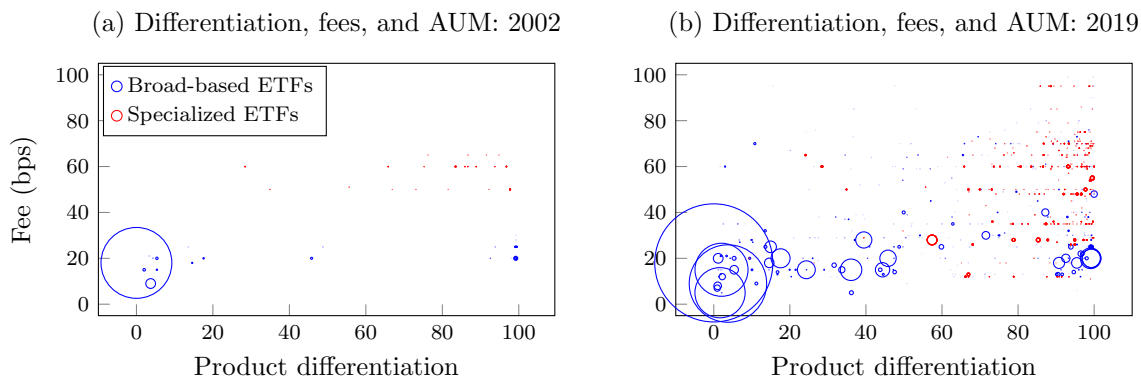 (a) Differentiation, fees, and AUM: 2002
100
80
60
40
20
0
Fee (bps)
Broad-based ETFs
Specialized ETFs
0 20 40 60 80 100
Product differentiation
(b) Differentiation, fees, and AUM: 2019
100
80
60
40
20
0
0 20 40 60 80 100
Product differentiation